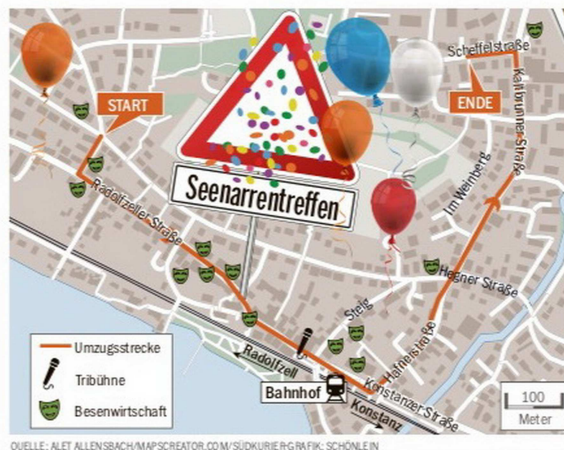 Scheffelstraße
START
ENDE
Kaltbrunner Straße
Seenarrentreffen
Im Weinberg
Radolfzeller Straße
Hegner Straße
Steig
Hafnerstraße
Radolfzell
Bahnhof
Konstanzer Straße
Konstanz
Umzugsstrecke
Tribühne
Besenwirtschaft
100
Meter
QUELLE: ALET ALLENSBACH/MAPSCREATOR.COM/SÜDKURIER-GRAFIK: SCHÖNLEIN